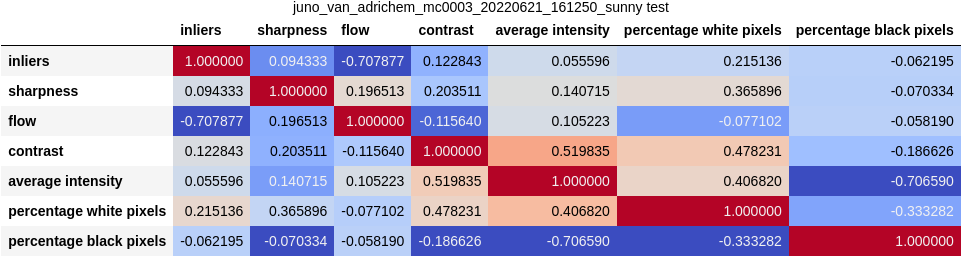 juno_van_adrichem_mc0003_20220621_161250_sunny test
inliers sharpness flow contrast average intensity percentage white pixels percentage black pixels
inliers 1.000000 0.094333 -0.707877 0.122843 0.055596 0.215136 -0.062195
sharpness 0.094333 1.000000 0.196513 0.203511 0.140715 0.365896 -0.070334
flow -0.707877 0.196513 1.000000 -0.115640 0.105223 -0.077102 -0.058190
contrast 0.122843 0.203511 -0.115640 1.000000 0.519835 0.478231 -0.186626
average intensity 0.055596 0.140715 0.105223 0.519835 1.000000 0.406820 -0.706590
percentage white pixels 0.215136 0.365896 -0.077102 0.478231 0.406820 1.000000 -0.333282
percentage black pixels -0.062195 -0.070334 -0.058190 -0.186626 -0.706590 -0.333282 1.000000